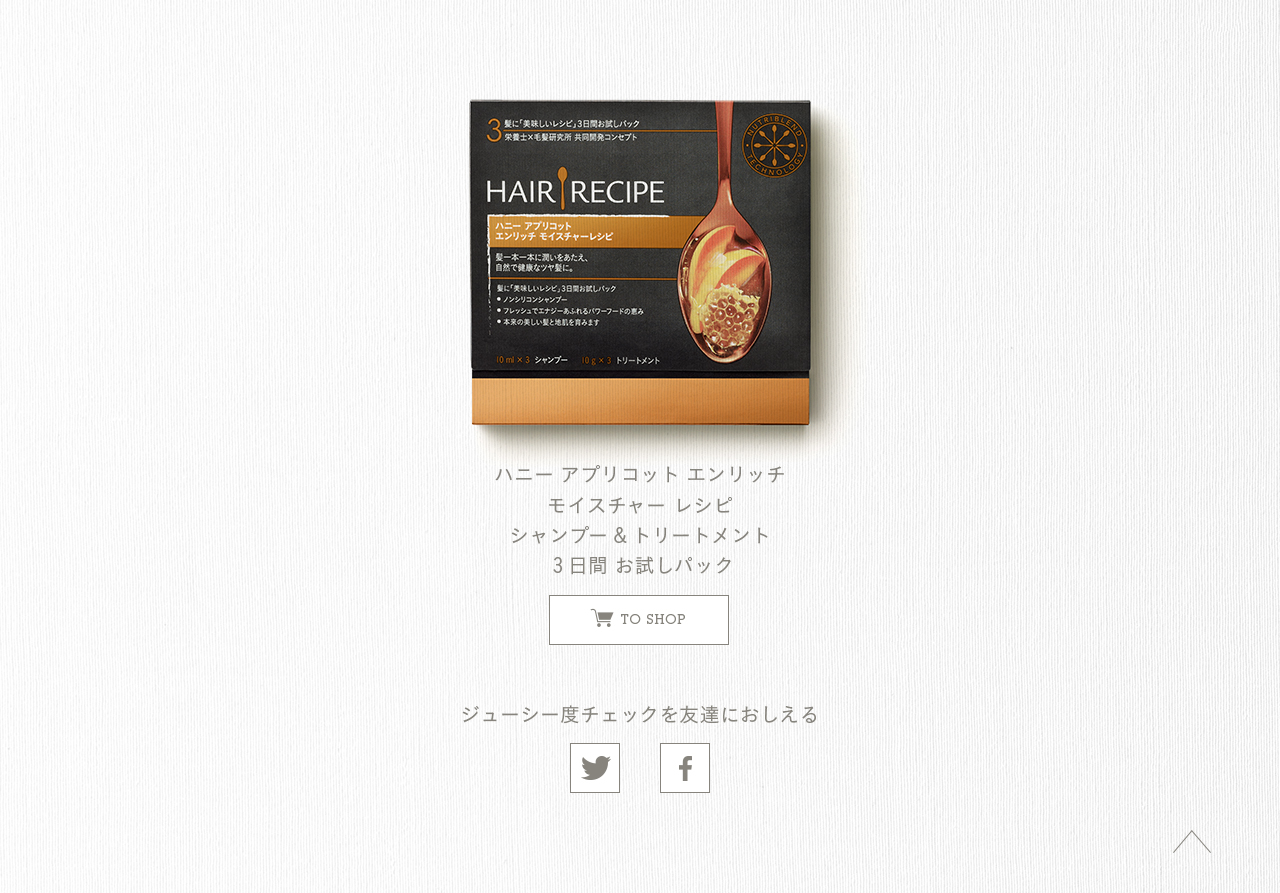 3 髪に「美味しいレシピ」3日間お試しパック
栄養士×毛髪研究所 共同開発コンセプト
NUTRIBLEND
TECHNOLOGY
HAIR RECIPE
ハニー アプリコット
エンリッチ モイスチャーレシピ
髪一本一本に潤いをあたえ、
自然で健康なツヤ髪に。
髪に「美味しいレシピ」3日間お試しパック
● ノンシリコンシャンプー
● フレッシュでエナジーあふれるパワーフードの恵み
● 本来の美しい髪と地肌を育みます
10 ml × 3 シャンプー 10 g × 3 トリートメント
ハニー アプリコット エンリッチ
モイスチャー レシピ
シャンプー & トリートメント
3 日間 お試しパック
TO SHOP
ジューシー度チェックを友達におしえる